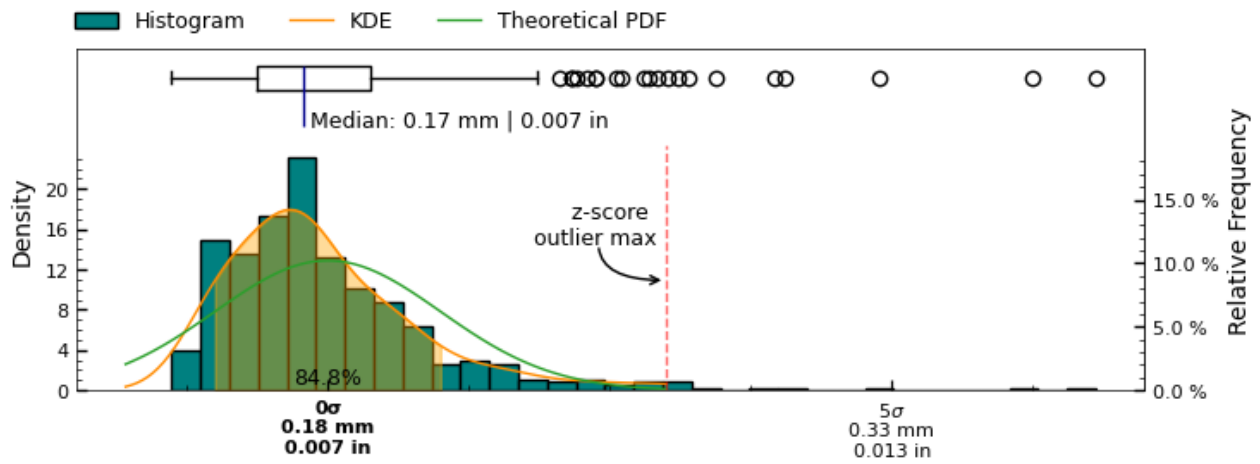 Histogram KDE Theoretical PDF
Median: 0.17 mm | 0.007 in
Density
20
16
12
8
4
0
z-score
outlier max
84.8%
15.0 %
10.0 %
5.0 %
0.0 %
Relative Frequency
0σ
0.18 mm
0.007 in
5σ
0.33 mm
0.013 in